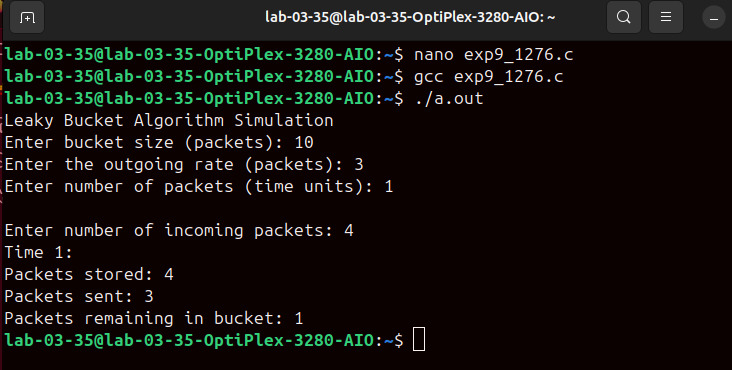 lab-03-35@lab-03-35-OptiPlex-3280-AIO: ~
lab-03-35@lab-03-35-OptiPlex-3280-AIO:~$ nano exp9_1276.c
lab-03-35@lab-03-35-OptiPlex-3280-AIO:~$ gcc exp9_1276.c
lab-03-35@lab-03-35-OptiPlex-3280-AIO:~$ ./a.out
Leaky Bucket Algorithm Simulation
Enter bucket size (packets): 10
Enter the outgoing rate (packets): 3
Enter number of packets (time units): 1
Enter number of incoming packets: 4
Time 1:
Packets stored: 4
Packets sent: 3
Packets remaining in bucket: 1
lab-03-35@lab-03-35-OptiPlex-3280-AIO:~$